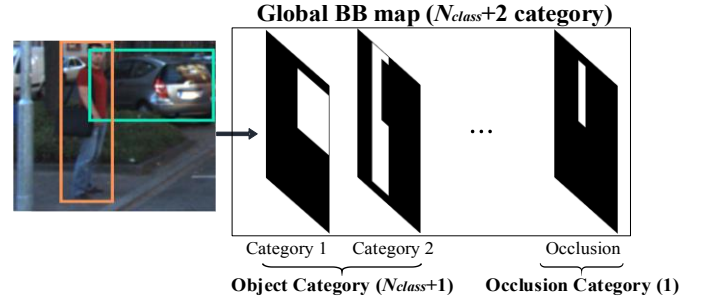 Global BB map (Nclass+2 category)
...
Category 1 Category 2 Occlusion
Object Category (Nclass+1) Occlusion Category (1)